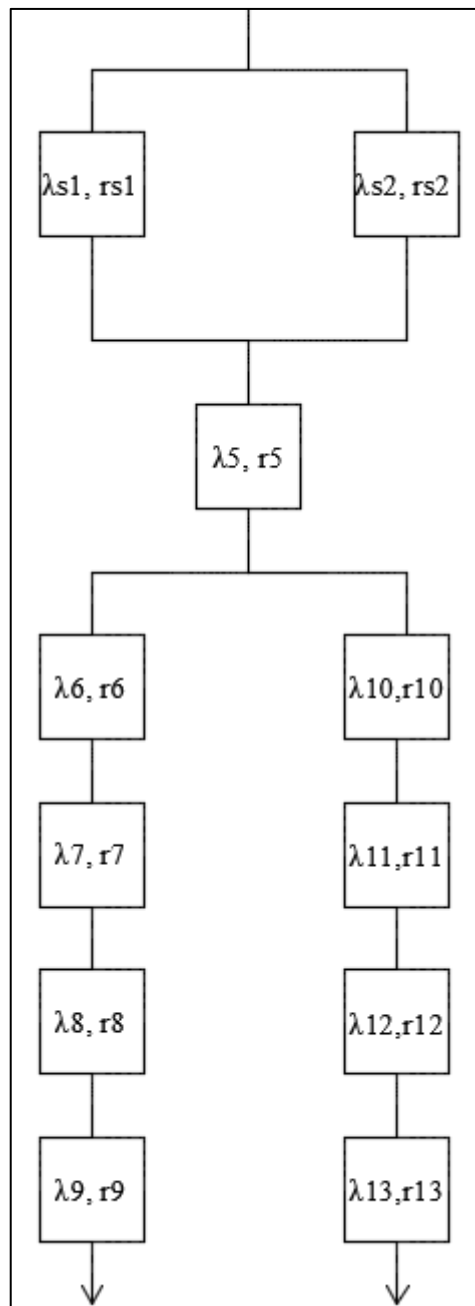 λs1, rs1
λs2, rs2
λ5, r5
λ6, r6
λ10,r10
λ7, r7
λ11,r11
λ8, r8
λ12,r12
λ9, r9
λ13,r13